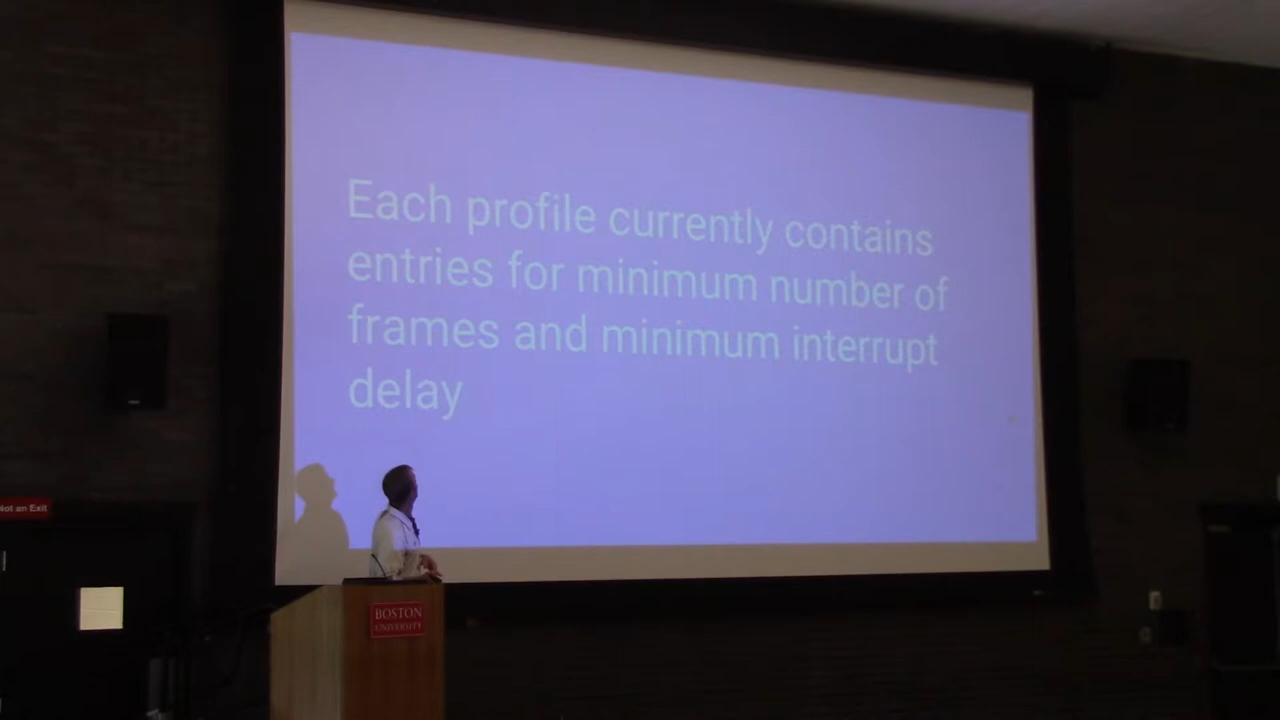 Each profile currently contains
entries for minimum number of
frames and minimum interrupt
delay
Not an Exit
BOSTON
UNIVERSITY